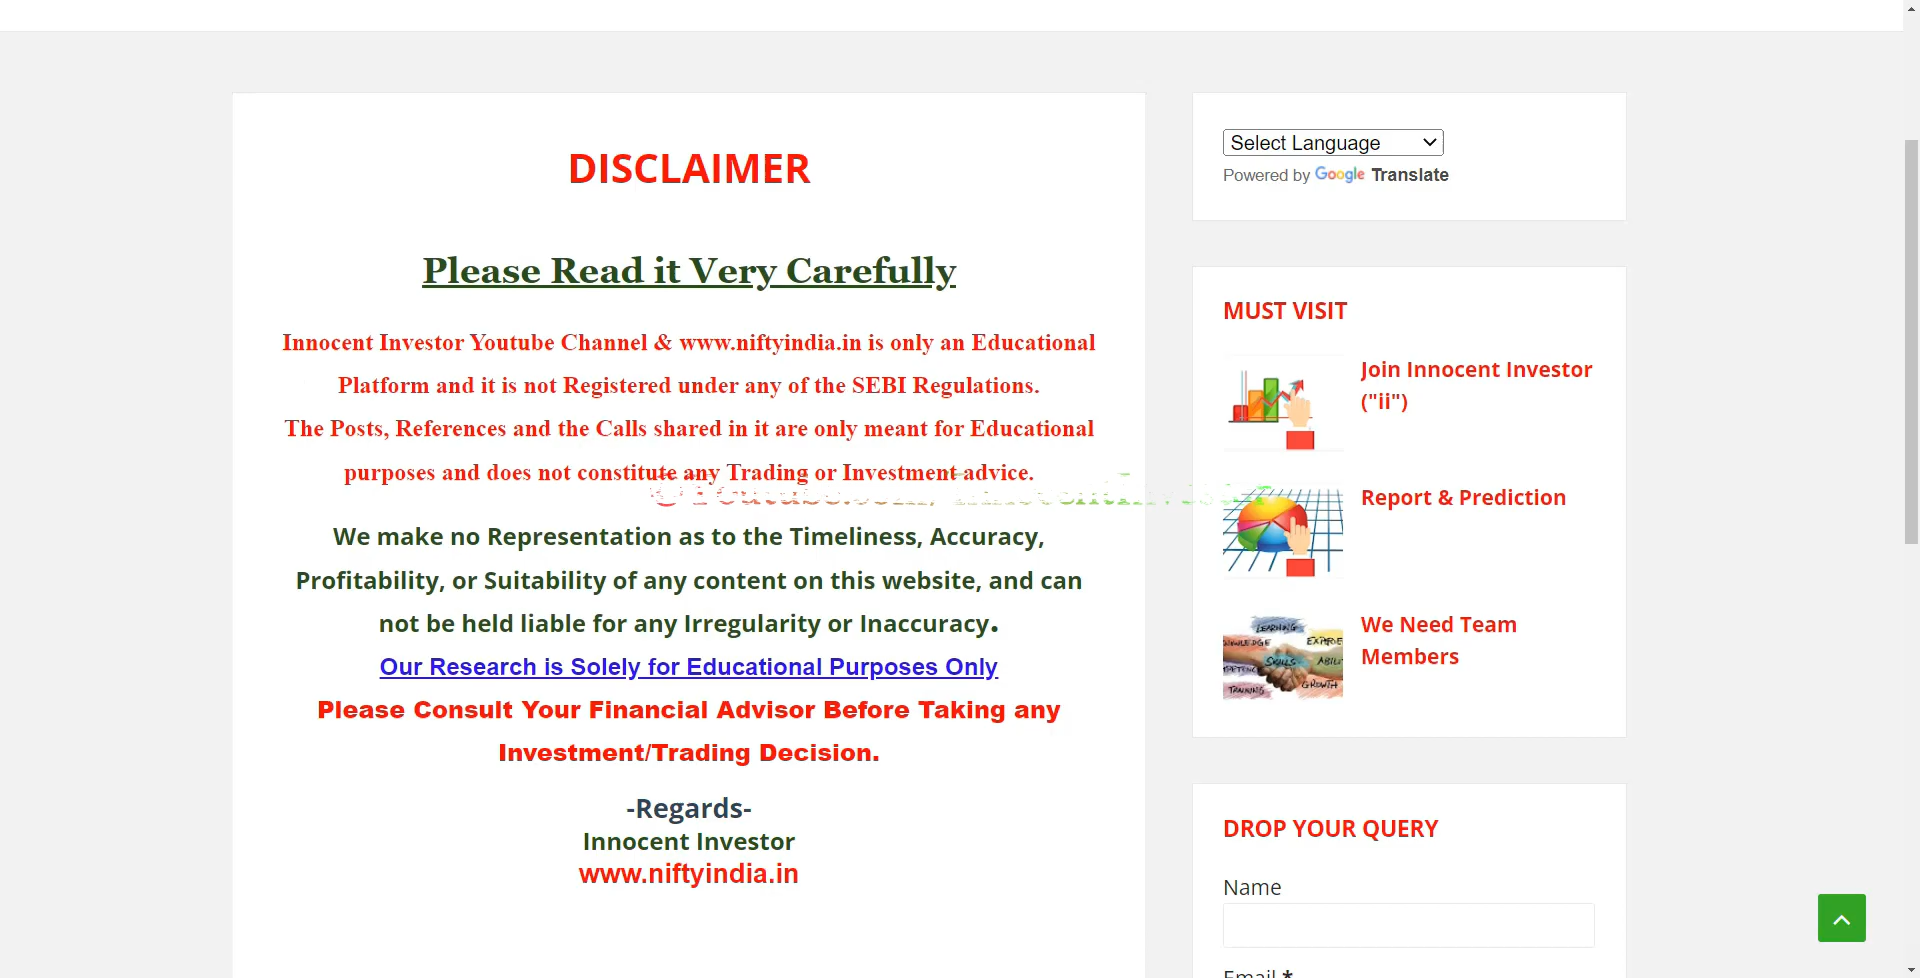 DISCLAIMER
Please Read it Very Carefully
Innocent Investor Youtube Channel & www.niftyindia.in is only an Educational
Platform and it is not Registered under any of the SEBI Regulations.
The Posts, References and the Calls shared in it are only meant for Educational
purposes and does not constitute any Trading or Investment advice.
We make no Representation as to the Timeliness, Accuracy,
Profitability, or Suitability of any content on this website, and can
not be held liable for any Irregularity or Inaccuracy.
Our Research is Solely for Educational Purposes Only
Please Consult Your Financial Advisor Before Taking any
Investment/Trading Decision.
-Regards-
Innocent Investor
www.niftyindia.in
Select Language
Powered by Google Translate
MUST VISIT
Join Innocent Investor
("ii")
Report & Prediction
We Need Team
Members
LEARNING
SKILLS
TRAINING
GROWTH
DROP YOUR QUERY
Name
Email *